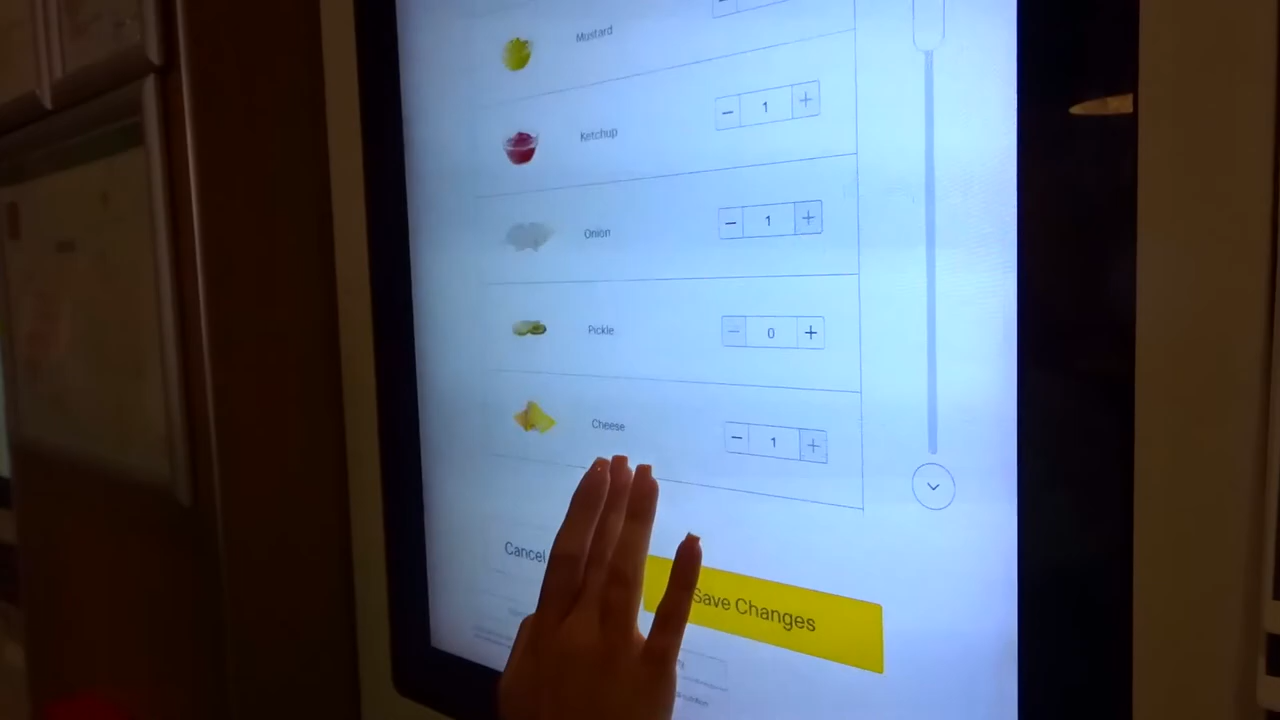 Mustard
Ketchup
− 1 +
Onion
− 1 +
Pickle
− 0 +
Cheese
− 1 +
Cancel
Save Changes